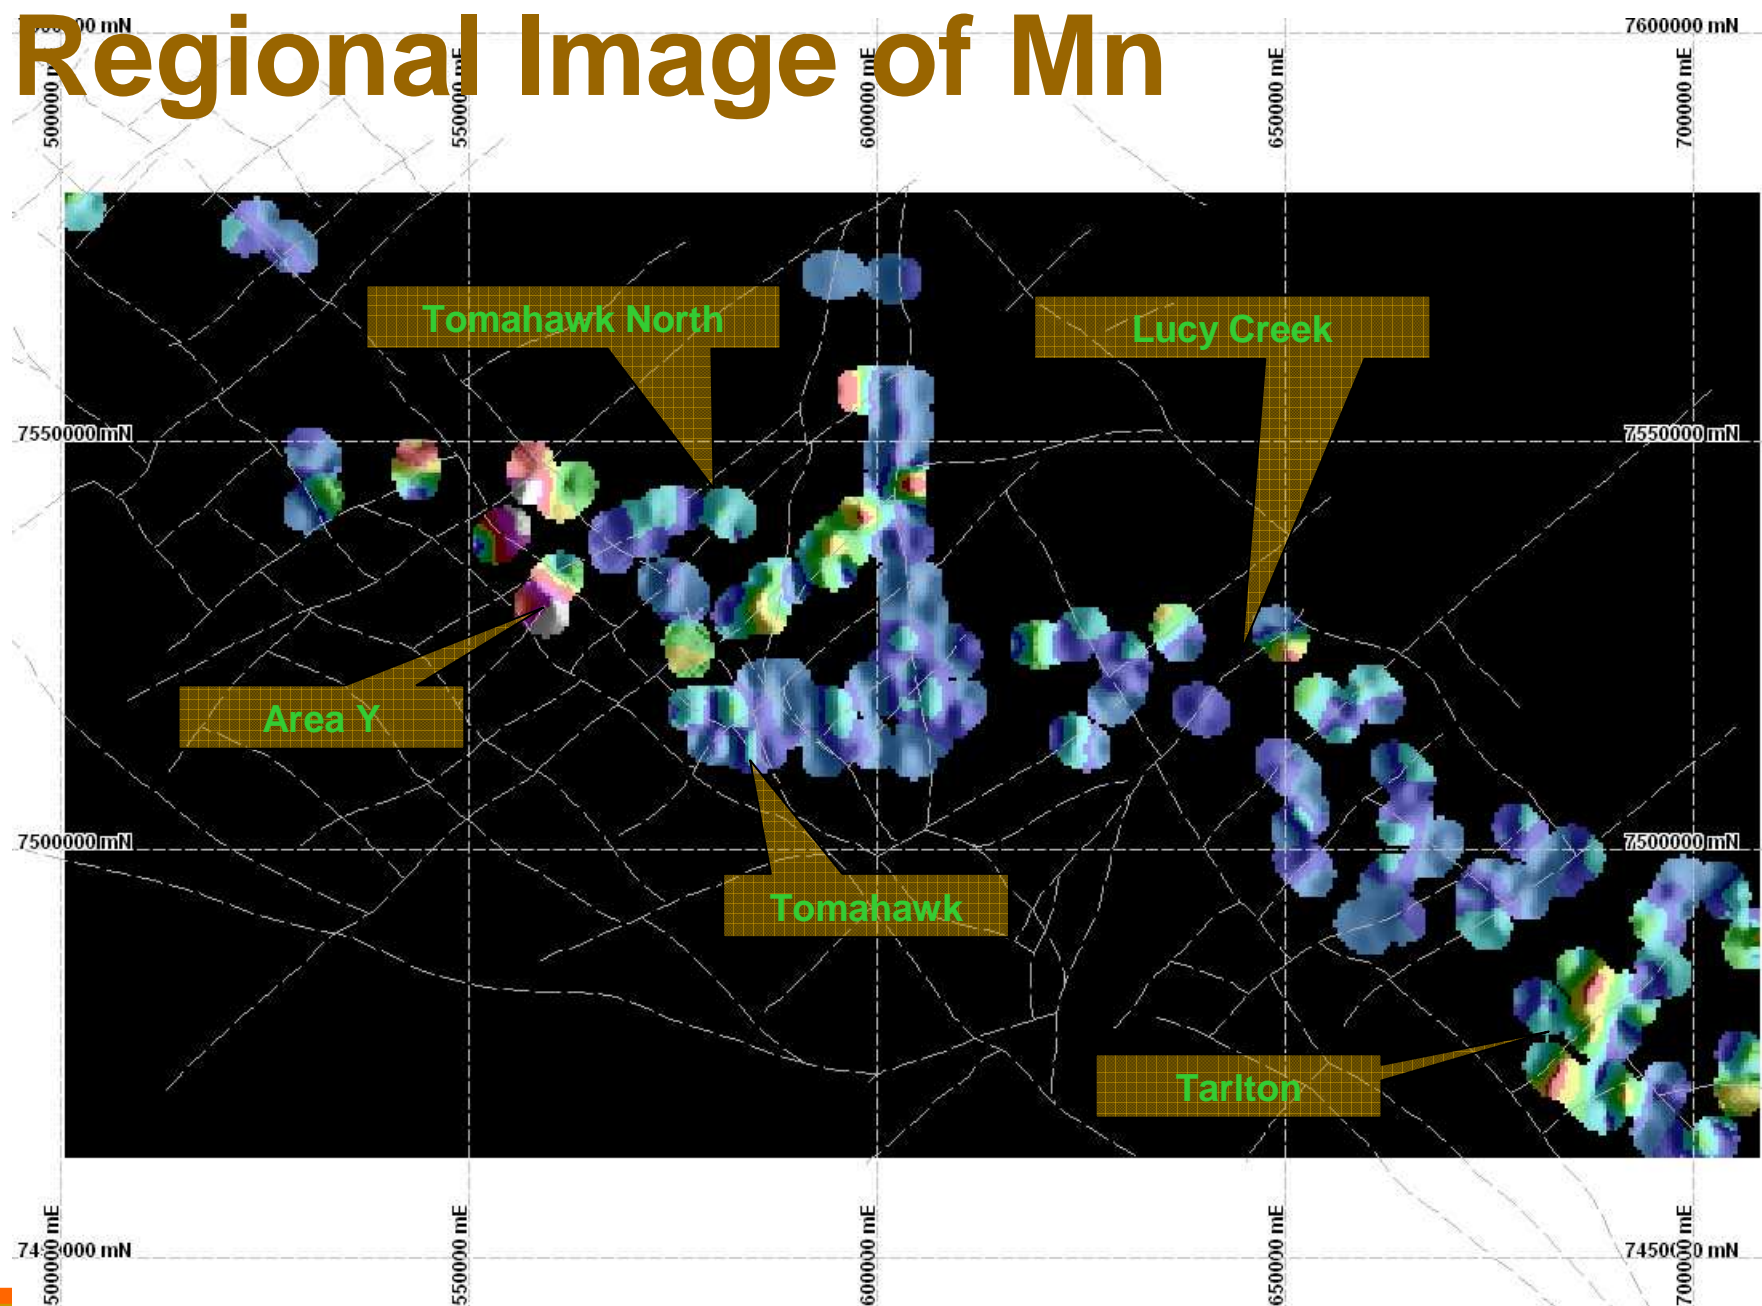 Regional Image of Mn
7600000 mN
500000 mE
550000 mE
600000 mE
650000 mE
700000 mE
Tomahawk North
Lucy Creek
7550000 mN
7550000 mN
Area Y
7500000 mN
7500000 mN
Tomahawk
Tarlton
7450000 mN
500000 mE
550000 mE
600000 mE
650000 mE
700000 mE